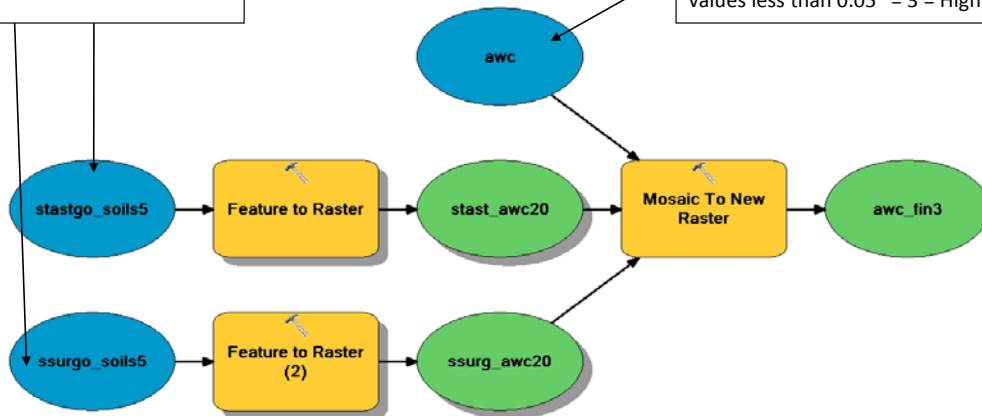 values less than 0.05 = 3 = High
awc
stastgo_soils5
Feature to Raster
stast_awc20
Mosaic To New
Raster
awc_fin3
ssurgo_soils5
Feature to Raster
(2)
ssurg_awc20